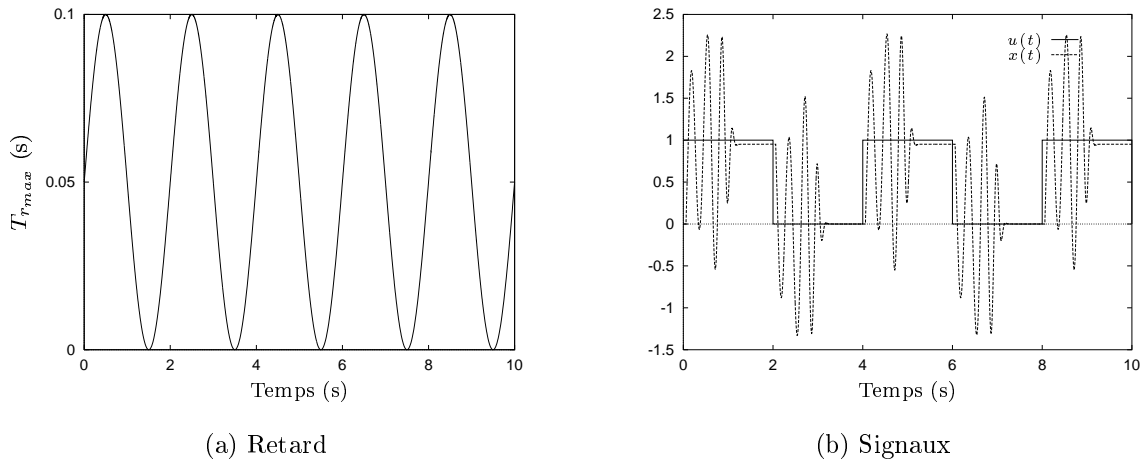 0.1
0.05
0
T_{r_{max}} (s)
0 2 4 6 8 10
Temps (s)
(a) Retard
2.5
2
1.5
1
0.5
0
-0.5
-1
-1.5
u(t)
x(t)
0 2 4 6 8 10
Temps (s)
(b) Signaux